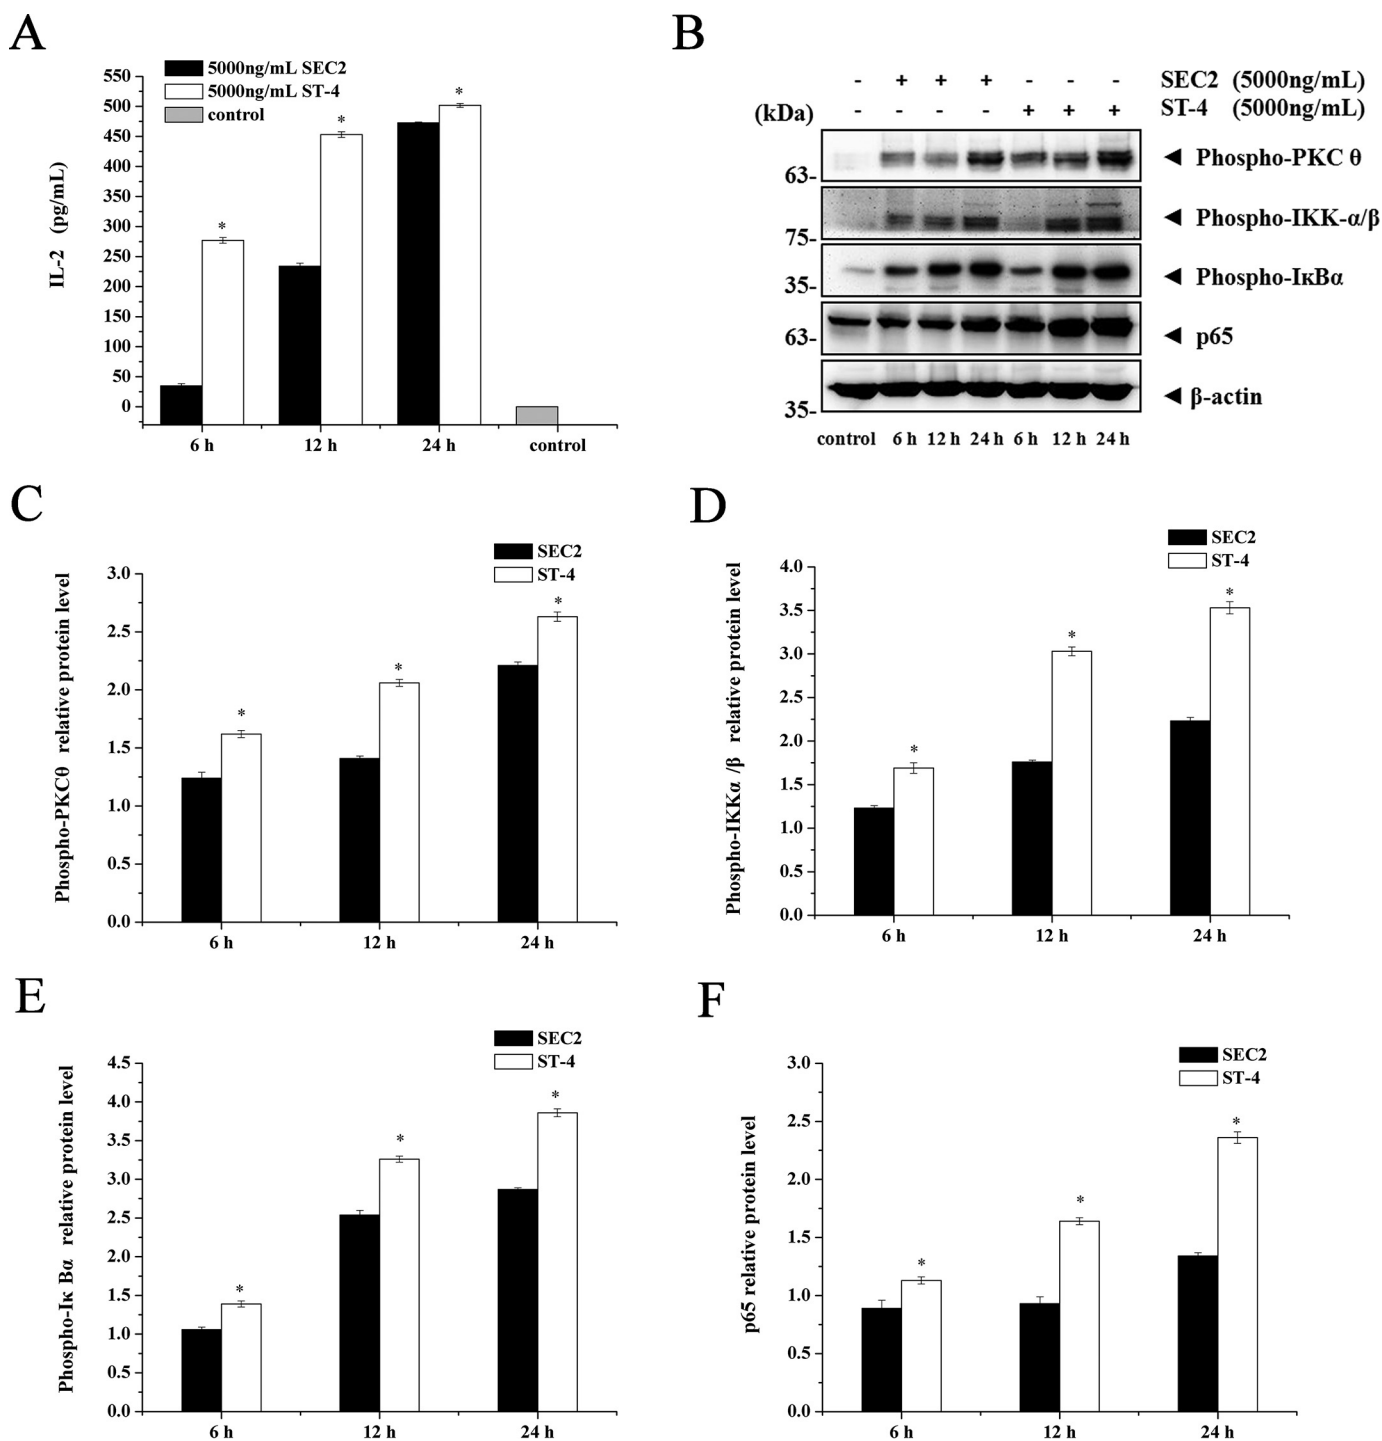 A
5000ng/mL SEC2
5000ng/mL ST-4
control
IL-2 (pg/mL)
550
500
450
400
350
300
250
200
150
100
50
0
*
*
*
6 h
12 h
24 h
control
B
- + + + - - - SEC2 (5000ng/mL)
- - - - + + + ST-4 (5000ng/mL)
(kDa)
63- ◄ Phospho-PKC θ
75- ◄ Phospho-IKK-α/β
35- ◄ Phospho-IκBα
63- ◄ p65
35- ◄ β-actin
control 6 h 12 h 24 h 6 h 12 h 24 h
C
SEC2
ST-4
Phospho-PKCθ relative protein level
3.0
2.5
2.0
1.5
1.0
0.5
0.0
*
*
*
6 h
12 h
24 h
D
SEC2
ST-4
Phospho-IKKα /β relative protein level
4.0
3.5
3.0
2.5
2.0
1.5
1.0
0.5
0.0
*
*
*
6 h
12 h
24 h
E
SEC2
ST-4
Phospho-Iκ Bα relative protein level
4.5
4.0
3.5
3.0
2.5
2.0
1.5
1.0
0.5
0.0
*
*
*
6 h
12 h
24 h
F
SEC2
ST-4
p65 relative protein level
3.0
2.5
2.0
1.5
1.0
0.5
0.0
*
*
*
6 h
12 h
24 h